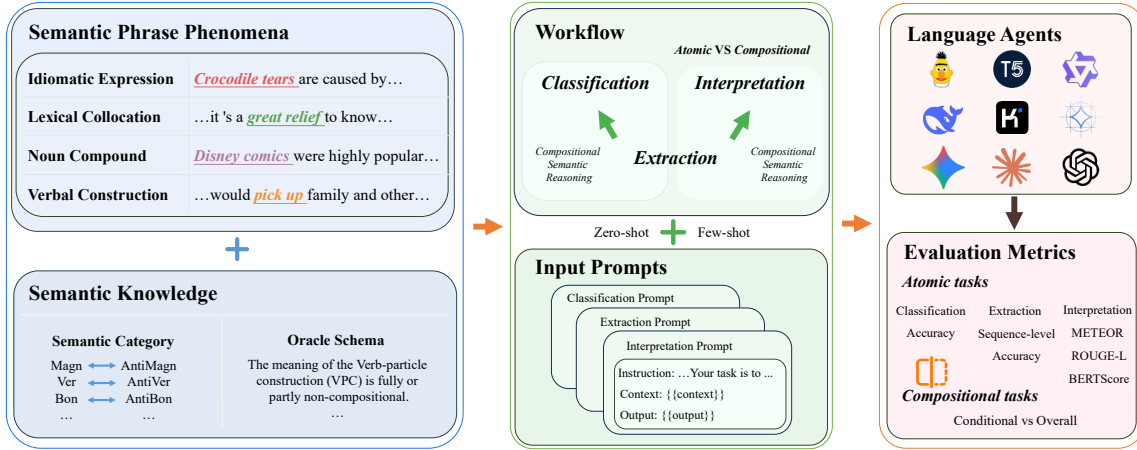 Semantic Phrase Phenomena
Idiomatic Expression
Crocodile tears are caused by…
Lexical Collocation
…it 's a great relief to know…
Noun Compound
Disney comics were highly popular…
Verbal Construction
…would pick up family and other…
Semantic Knowledge
Semantic Category
Magn AntiMagn
Ver AntiVer
Bon AntiBon
… …
Oracle Schema
The meaning of the Verb-particle
construction (VPC) is fully or
partly non-compositional.
…
Workflow
Atomic VS Compositional
Classification
Interpretation
Extraction
Compositional
Semantic
Reasoning
Compositional
Semantic
Reasoning
Zero-shot
Few-shot
Input Prompts
Classification Prompt
Extraction Prompt
Interpretation Prompt
Instruction: …Your task is to ...
Context: {{context}}
Output: {{output}}
Language Agents
T5
K
Evaluation Metrics
Atomic tasks
Classification
Accuracy
Extraction
Sequence-level
Accuracy
Interpretation
METEOR
ROUGE-L
BERTScore
Compositional tasks
Conditional vs Overall